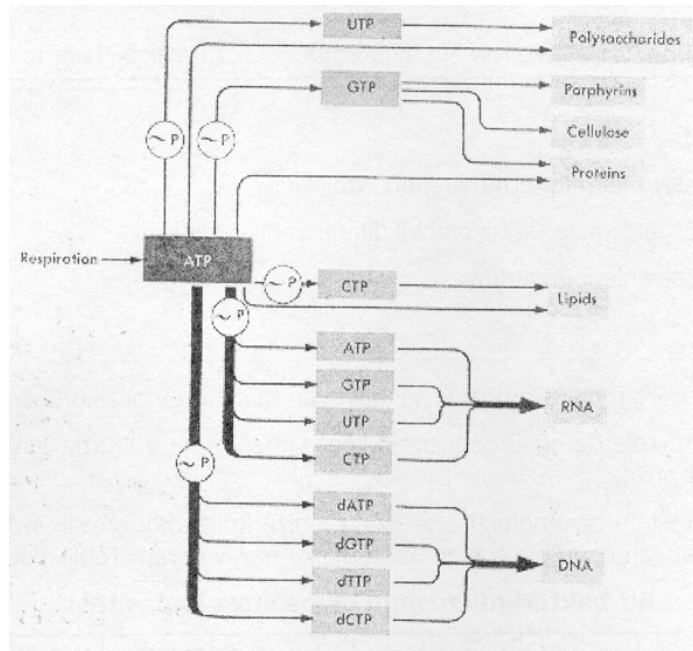 UTP
Polysaccharides
GTP
Porphyrins
~ P
~ P
Cellulose
Proteins
Respiration
ATP
~ P
CTP
Lipids
~ P
ATP
GTP
RNA
UTP
CTP
~ P
dATP
dGTP
DNA
dTTP
dCTP